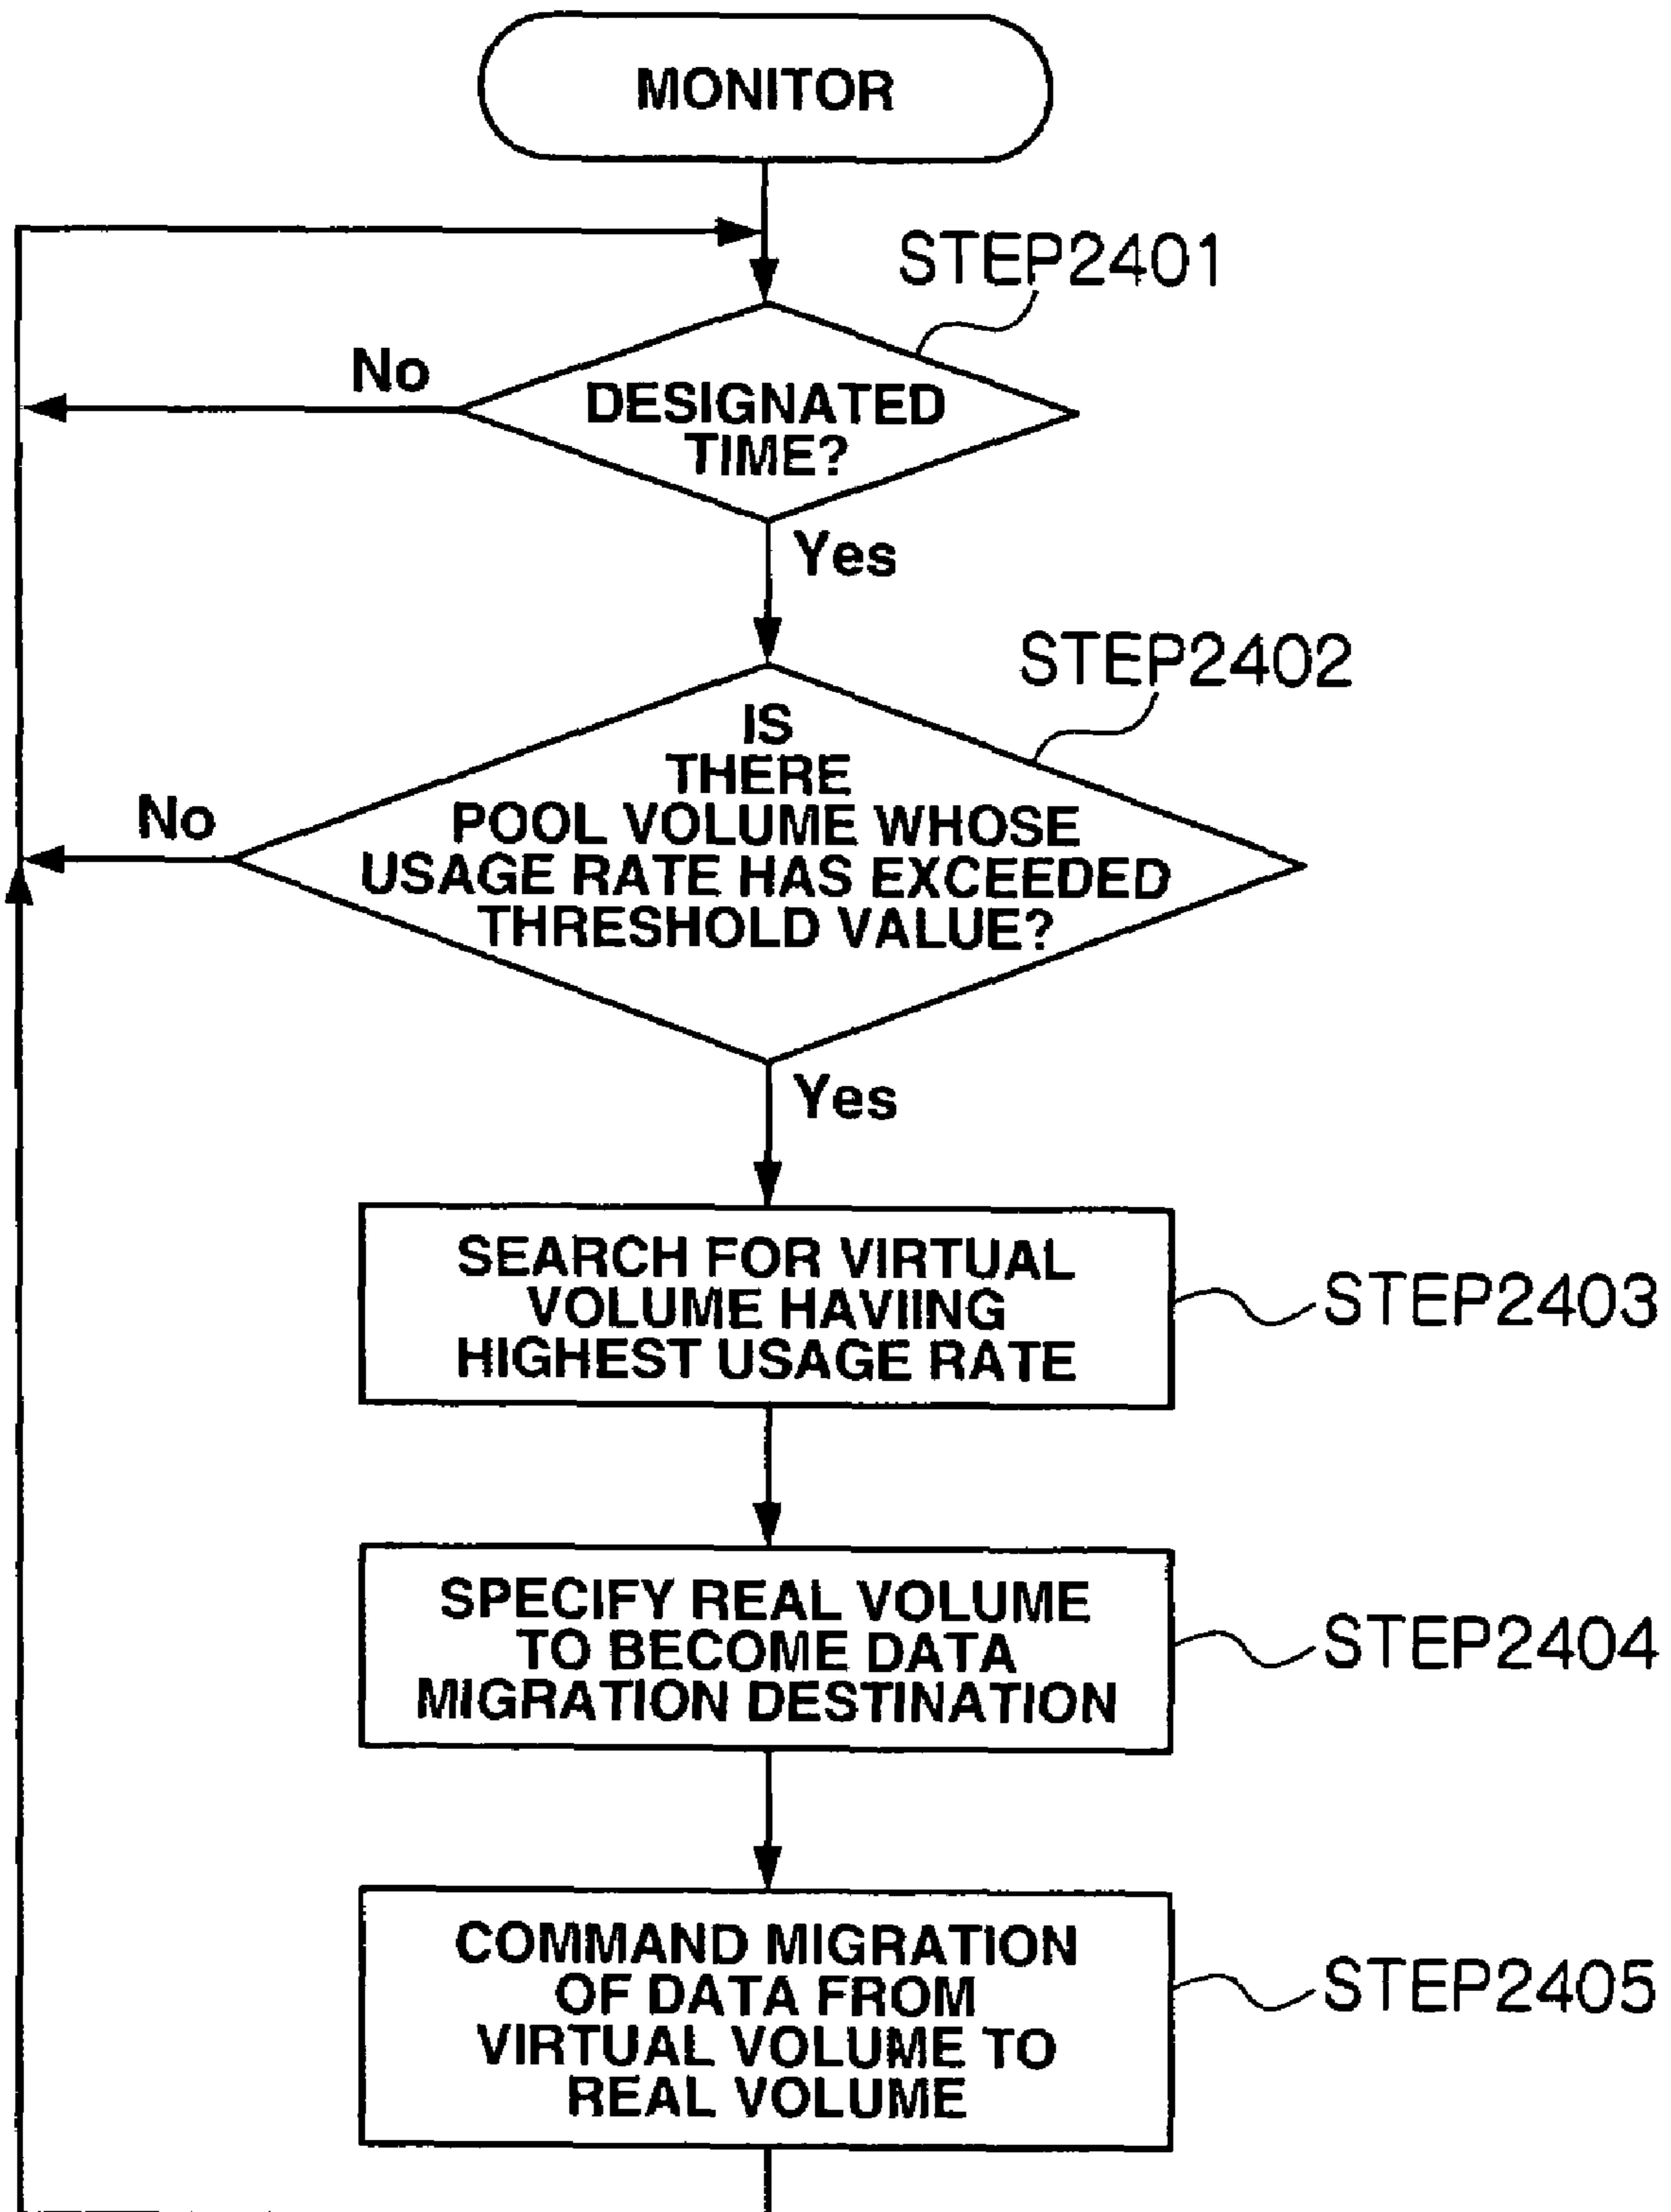 MONITOR
STEP2401
No
DESIGNATED
TIME?
Yes
STEP2402
IS
THERE
POOL VOLUME WHOSE
USAGE RATE HAS EXCEEDED
THRESHOLD VALUE?
No
Yes
SEARCH FOR VIRTUAL
VOLUME HAVIING
HIGHEST USAGE RATE
STEP2403
SPECIFY REAL VOLUME
TO BECOME DATA
MIGRATION DESTINATION
STEP2404
COMMAND MIGRATION
OF DATA FROM
VIRTUAL VOLUME TO
REAL VOLUME
STEP2405